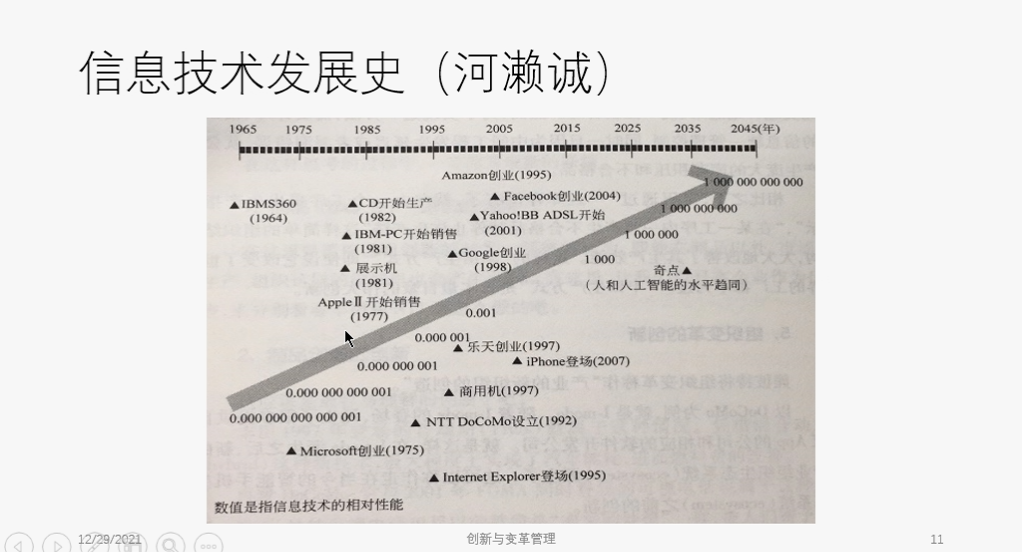 信息技术发展史（河濑诚）
1965 1975 1985 1995 2005 2015 2025 2035 2045(年)
Amazon创业(1995)
1 000 000 000 000
▲Facebook创业(2004)
▲IBMS360
(1964)
▲CD开始生产
(1982)
1 000 000 000
▲Yahoo!BB ADSL开始
(2001)
▲IBM-PC开始销售
(1981)
1 000 000
▲Google创业
(1998)
1 000
▲展示机
(1981)
奇点▲
(人和人工智能的水平趋同)
AppleⅡ开始销售
(1977)
0.001
0.000 001
▲乐天创业(1997)
0.000 000 001
▲iPhone登场(2007)
0.000 000 000 001
▲商用机(1997)
0.000 000 000 000 001
▲NTT DoCoMo设立(1992)
▲Microsoft创业(1975)
▲Internet Explorer登场(1995)
数值是指信息技术的相对性能
12/29/2021
创新与变革管理
11